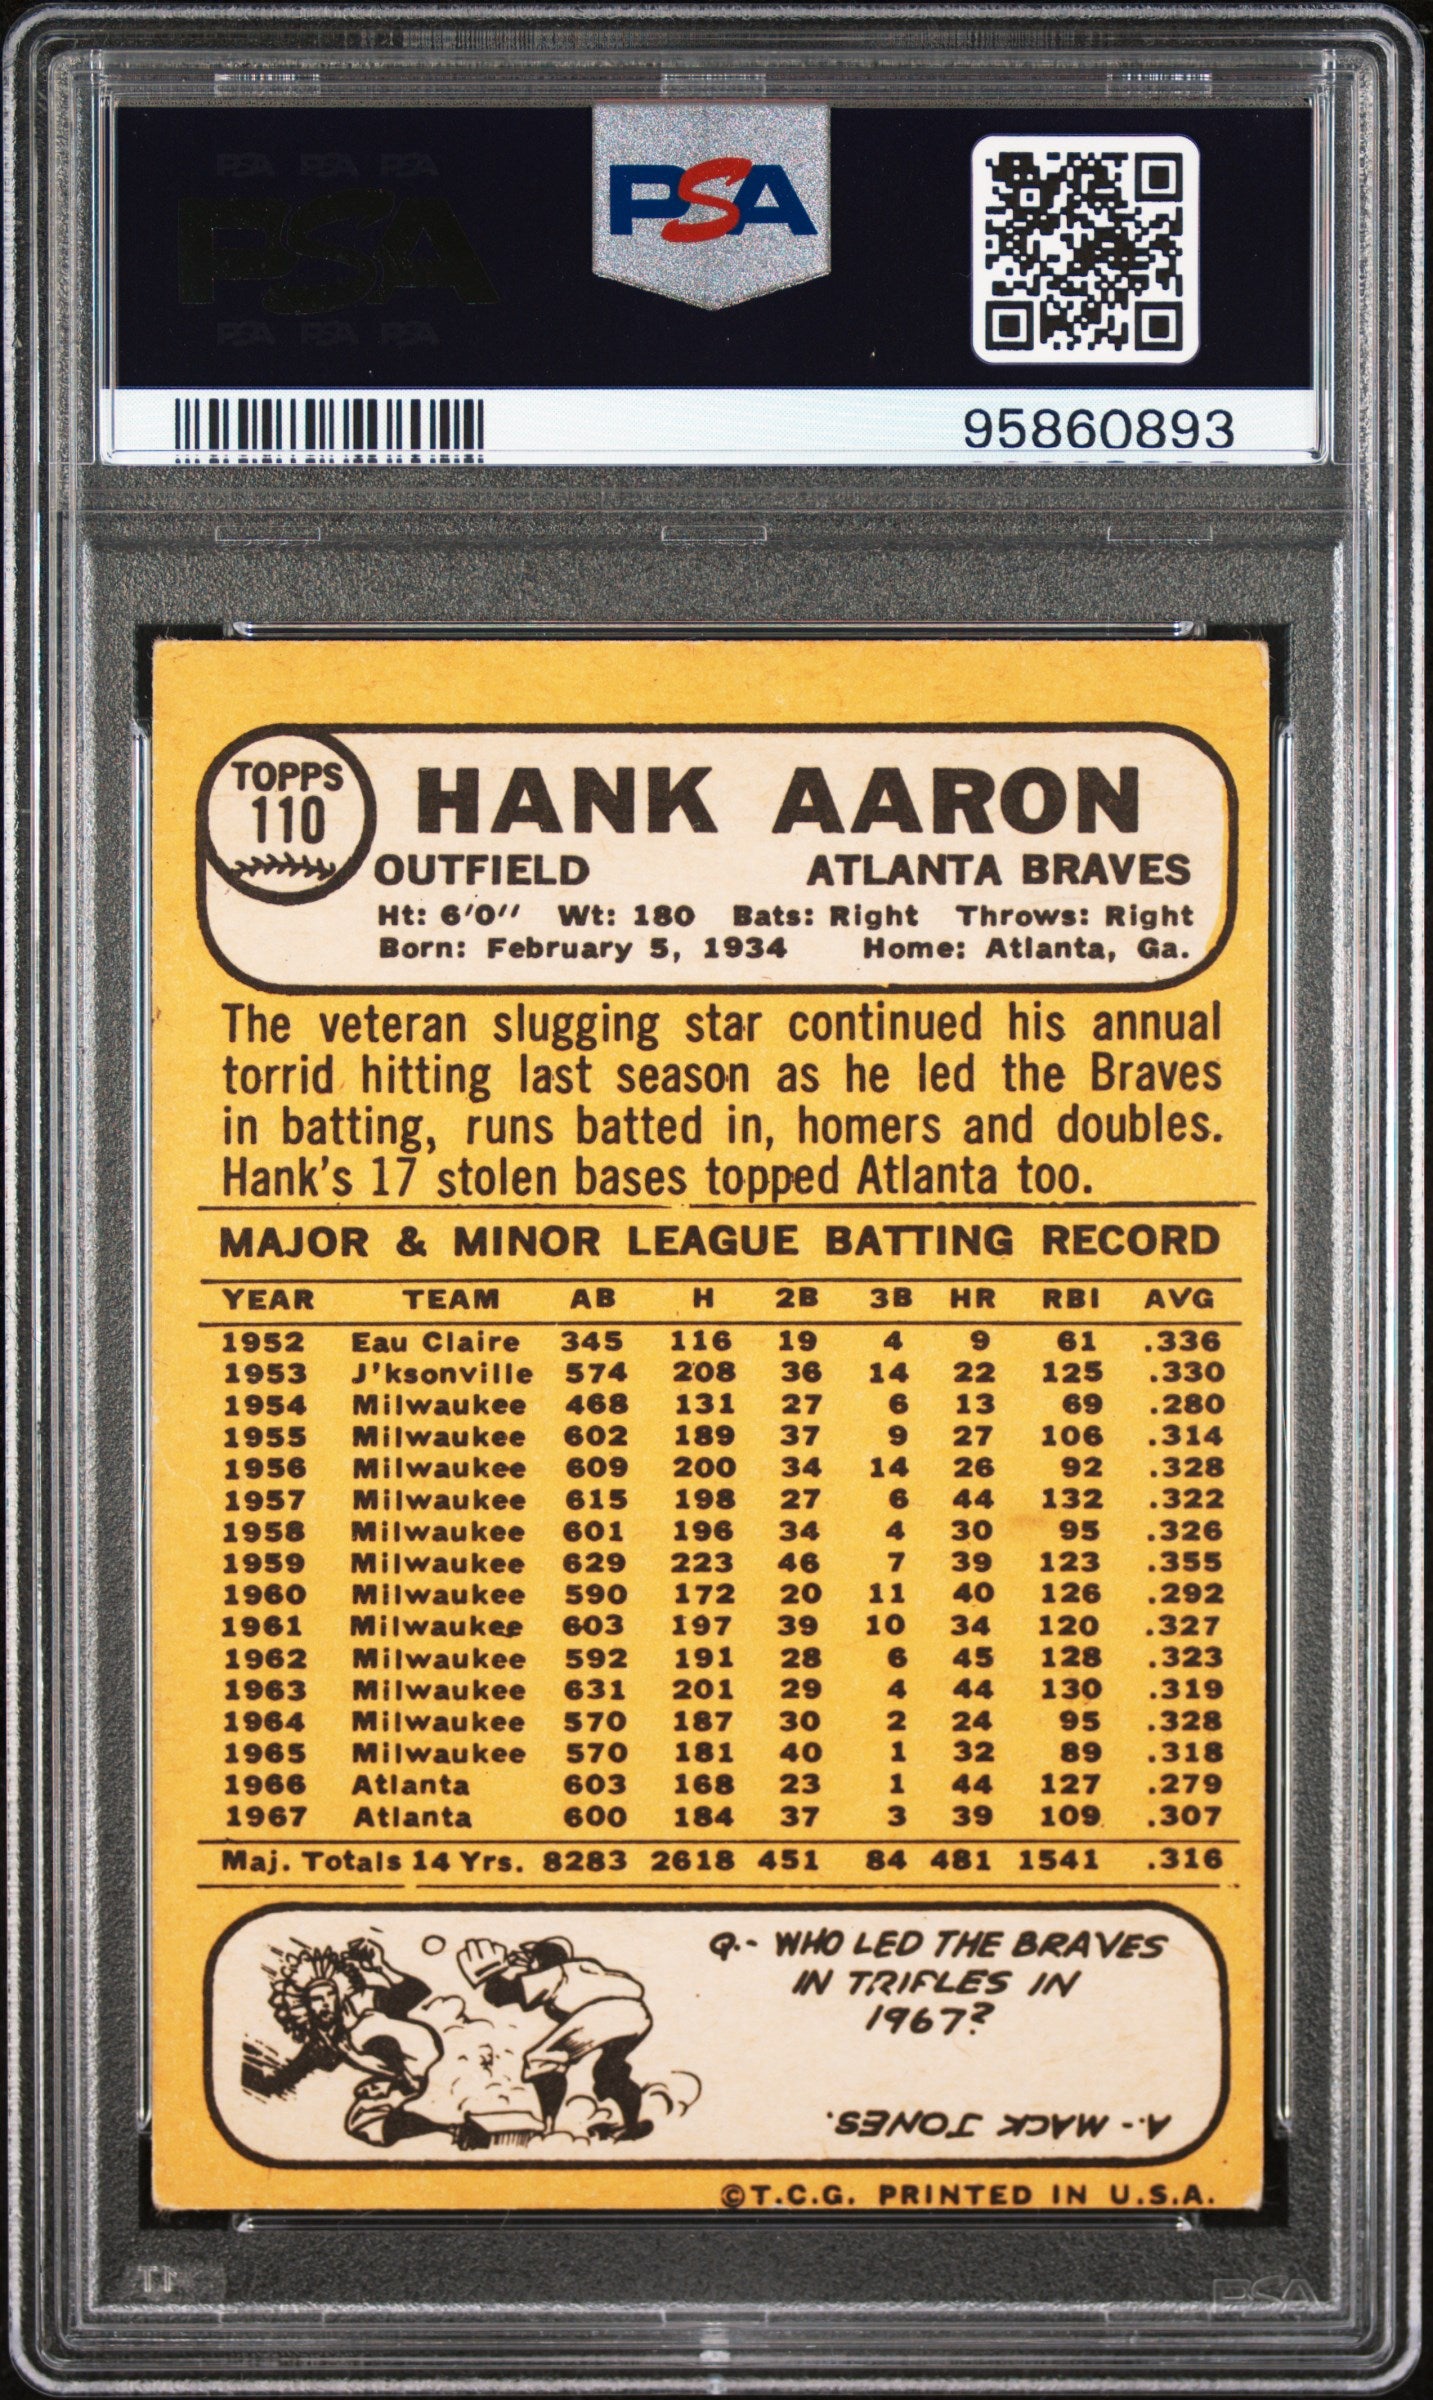 PSA PSA PSA
PSA
PSA PSA PSA
PSA
95860893
TOPPS
110
HANK AARON
OUTFIELD ATLANTA BRAVES
Ht: 6'0" Wt: 180 Bats: Right Throws: Right
Born: February 5, 1934 Home: Atlanta, Ga.
The veteran slugging star continued his annual
torrid hitting last season as he led the Braves
in batting, runs batted in, homers and doubles.
Hank's 17 stolen bases topped Atlanta too.
MAJOR & MINOR LEAGUE BATTING RECORD
YEAR TEAM AB H 2B 3B HR RBI AVG
1952 Eau Claire 345 116 19 4 9 61 .336
1953 J'ksonville 574 208 36 14 22 125 .330
1954 Milwaukee 468 131 27 6 13 69 .280
1955 Milwaukee 602 189 37 9 27 106 .314
1956 Milwaukee 609 200 34 14 26 92 .328
1957 Milwaukee 615 198 27 6 44 132 .322
1958 Milwaukee 601 196 34 4 30 95 .326
1959 Milwaukee 629 223 46 7 39 123 .355
1960 Milwaukee 590 172 20 11 40 126 .292
1961 Milwaukee 603 197 39 10 34 120 .327
1962 Milwaukee 592 191 28 6 45 128 .323
1963 Milwaukee 631 201 29 4 44 130 .319
1964 Milwaukee 570 187 30 2 24 95 .328
1965 Milwaukee 570 181 40 1 32 89 .318
1966 Atlanta 603 168 23 1 44 127 .279
1967 Atlanta 600 184 37 3 39 109 .307
Maj. Totals 14 Yrs. 8283 2618 451 84 481 1541 .316
Q.- WHO LED THE BRAVES
IN TRIPLES IN
1967?
A.- MACK JONES.
©T.C.G. PRINTED IN U.S.A.
PSA